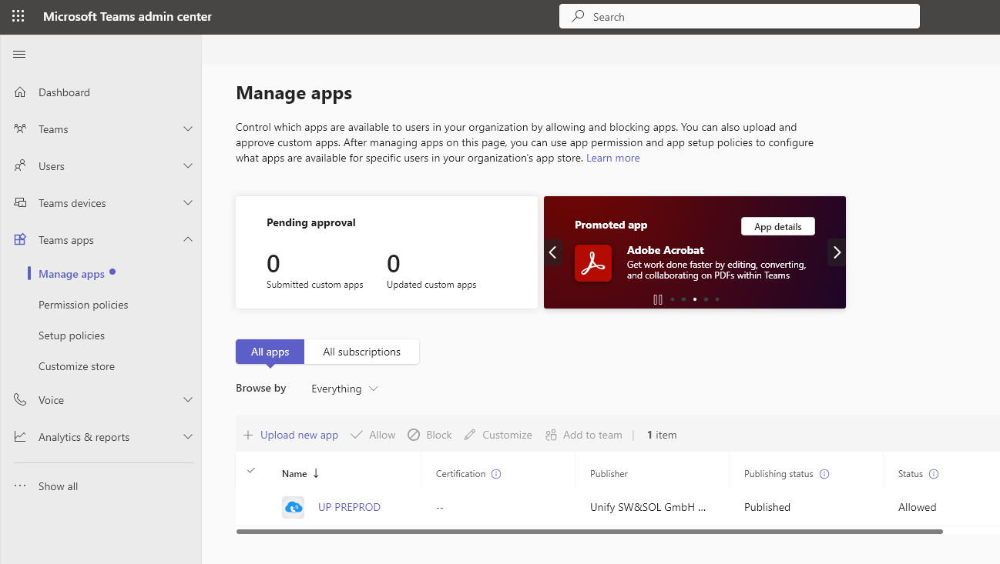 Microsoft Teams admin center
Search
Dashboard
Teams
Users
Teams devices
Teams apps
Manage apps
Permission policies
Setup policies
Customize store
Voice
Analytics & reports
Show all
Manage apps
Control which apps are available to users in your organization by allowing and blocking apps. You can also upload and
approve custom apps. After managing apps on this page, you can use app permission and app setup policies to configure
what apps are available for specific users in your organization's app store. Learn more
Pending approval
0
Submitted custom apps
0
Updated custom apps
Promoted app
App details
Adobe Acrobat
Get work done faster by editing, converting,
and collaborating on PDFs within Teams
All apps
All subscriptions
Browse by
Everything
Upload new app
Allow
Block
Customize
Add to team
1 item
Name
Certification
Publisher
Publishing status
Status
UP PREPROD
--
Unify SW&SOL GmbH ...
Published
Allowed